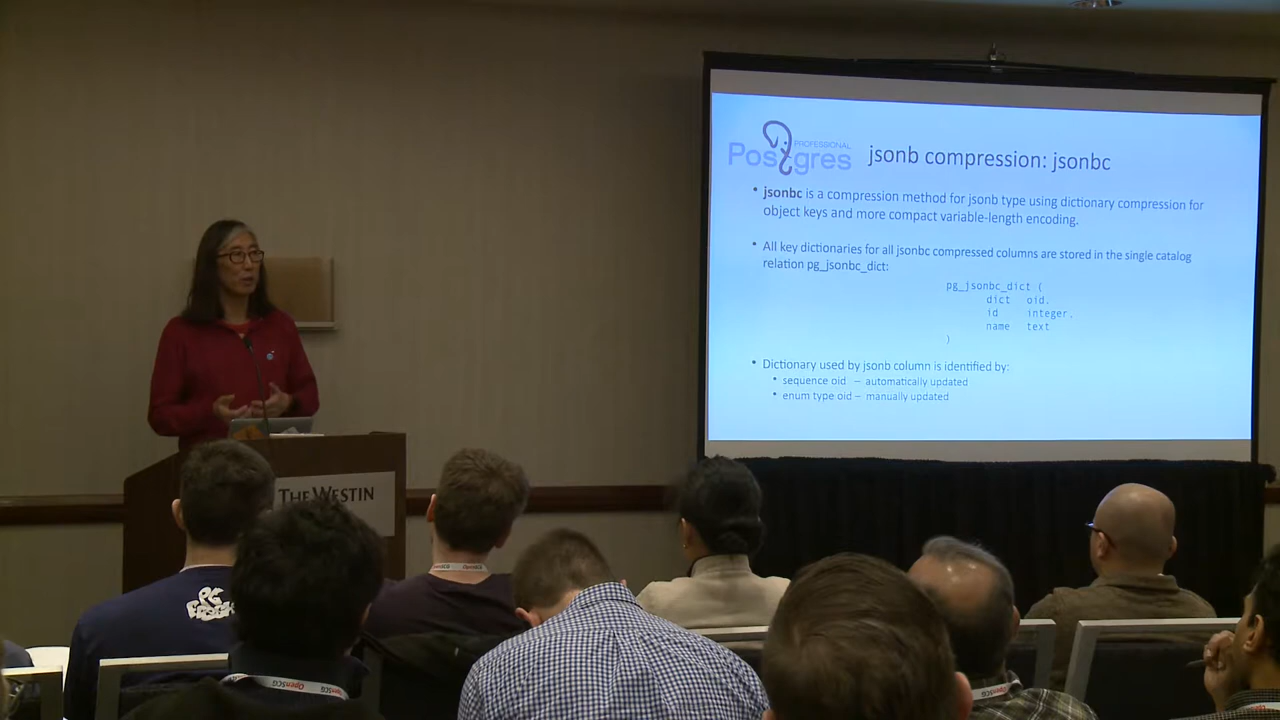 PROFESSIONAL
Postgres
jsonb compression: jsonbc
• jsonbc is a compression method for jsonb type using dictionary compression for
object keys and more compact variable-length encoding.
• All key dictionaries for all jsonbc compressed columns are stored in the single catalog
relation pg_jsonbc_dict:
pg_jsonbc_dict (
dict oid,
id integer,
name text
)
• Dictionary used by jsonb column is identified by:
• sequence oid – automatically updated
• enum type oid – manually updated
THE WESTIN
OpenSCG
OpenSCG
OpenSCG